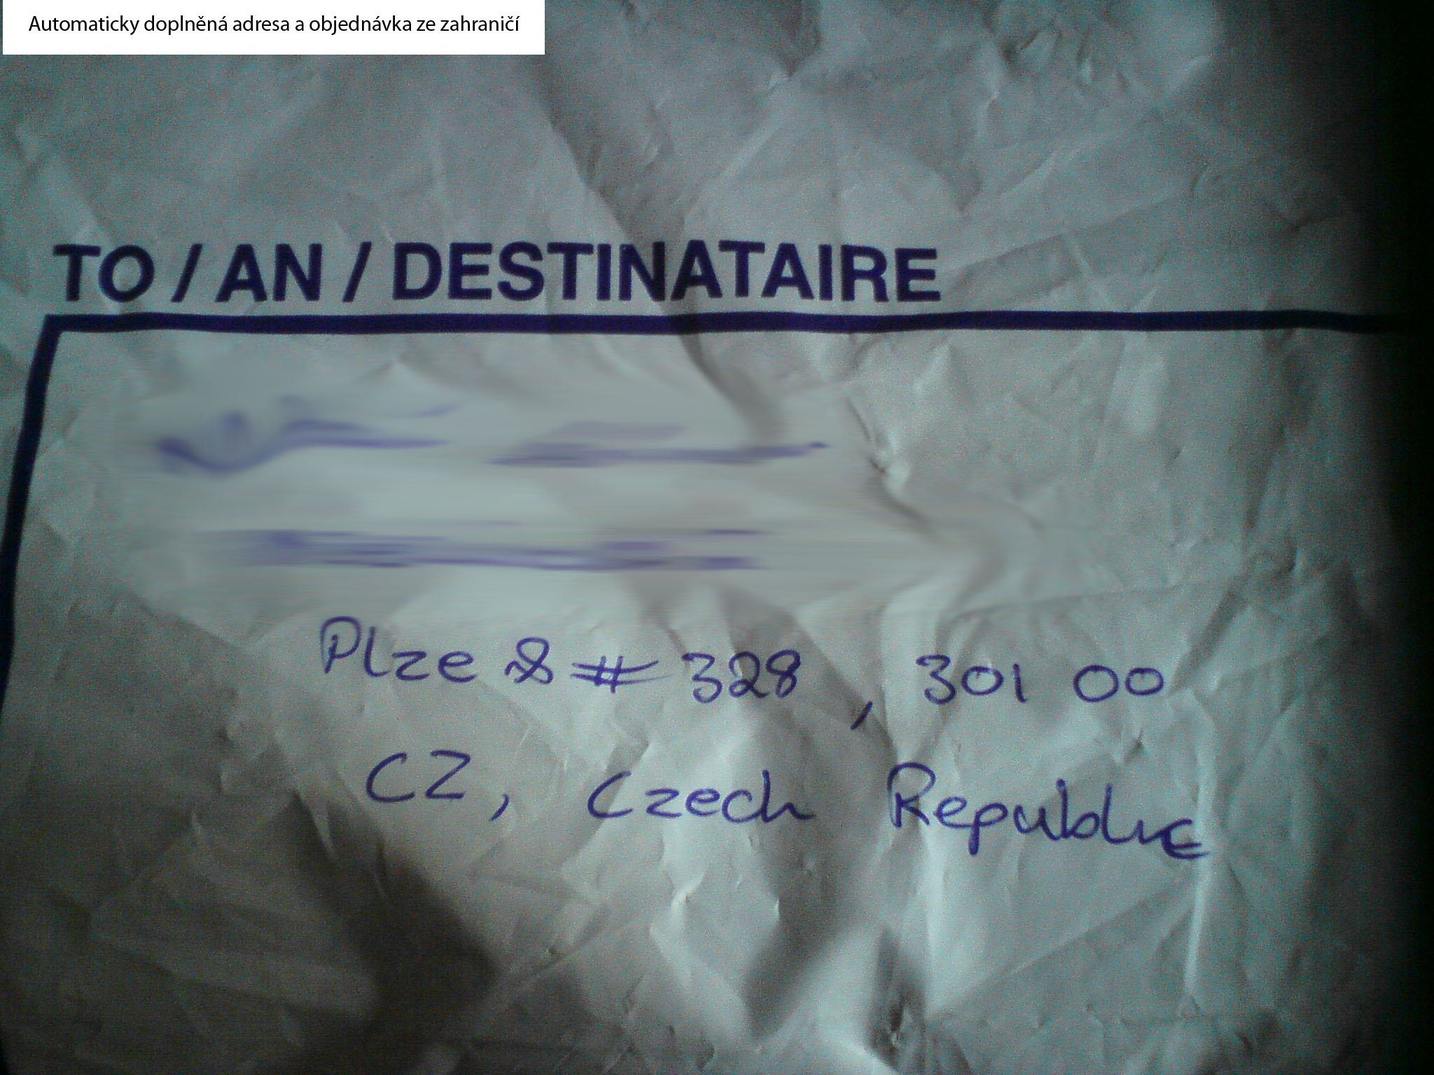 Automaticky doplněná adresa a objednávka ze zahraničí
TO / AN / DESTINATAIRE
Plze &# 328 , 301 00
CZ, Czech Republic